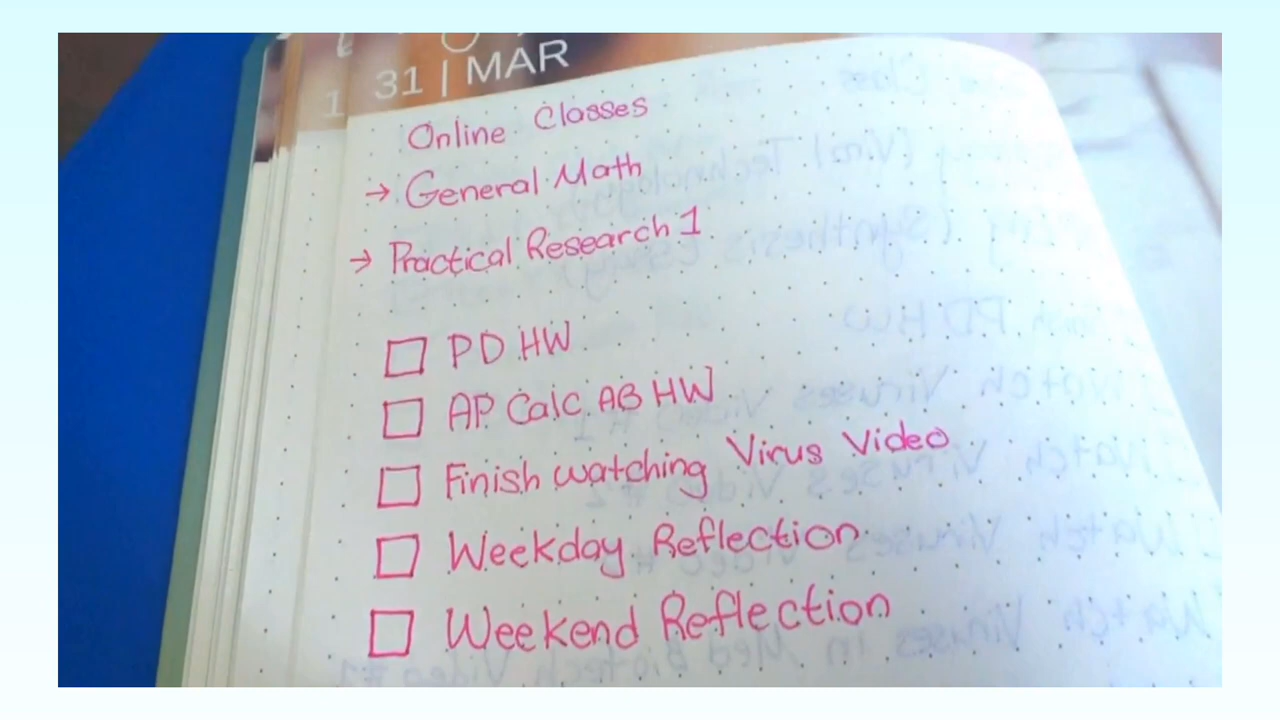 31 | MAR
1
Online Classes
→ General Math
→ Practical Research 1
PD HW
AP Calc AB HW
Finish watching Virus Video
Weekday Reflection
Weekend Reflection